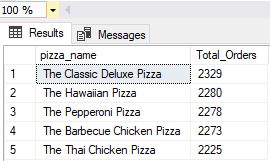 100 %
Results Messages
pizza_name Total_Orders
1 The Classic Deluxe Pizza 2329
2 The Hawaiian Pizza 2280
3 The Pepperoni Pizza 2278
4 The Barbecue Chicken Pizza 2273
5 The Thai Chicken Pizza 2225